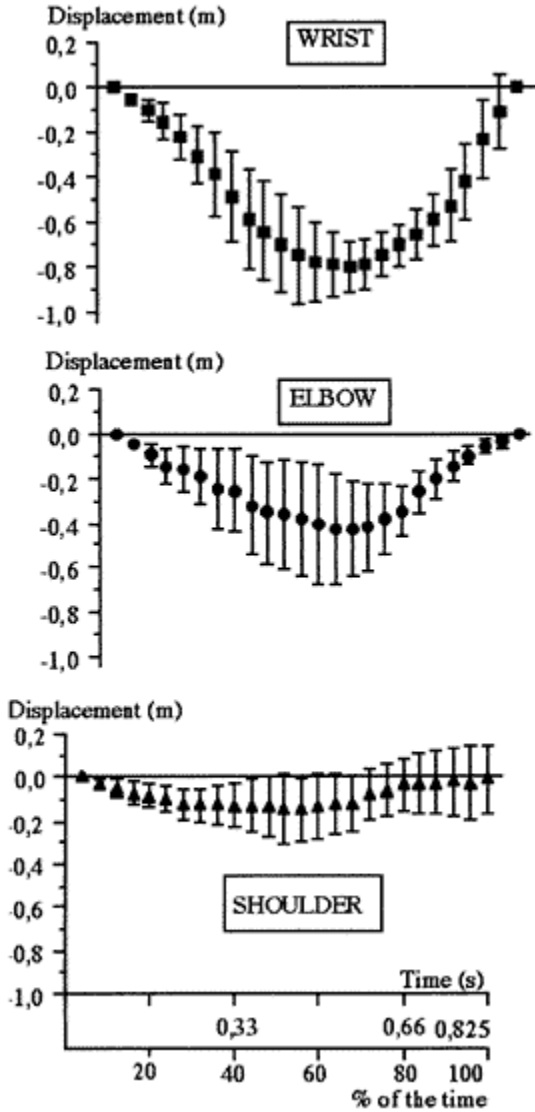 Displacement (m)
WRIST
0,2
0,0
-0,2
-0,4
-0,6
-0,8
-1,0
Displacement (m)
ELBOW
0,2
0,0
-0,2
-0,4
-0,6
-0,8
-1,0
Displacement (m)
0,2
0,0
-0,2
-0,4
-0,6
-0,8
-1,0
SHOULDER
Time (s)
0,33 0,66 0,825
20 40 60 80 100
% of the time